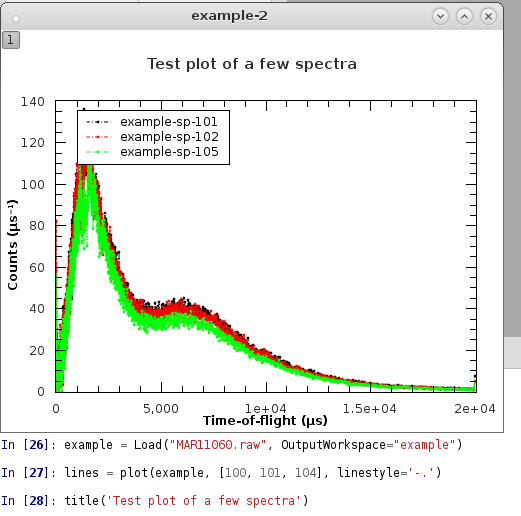 example-2
1
Test plot of a few spectra
example-sp-101
example-sp-102
example-sp-105
140
120
100
80
60
40
20
0
Counts (µs⁻¹)
0 5,000 1e+04 1.5e+04 2e+04
Time-of-flight (µs)
In [26]: example = Load("MAR11060.raw", OutputWorkspace="example")
In [27]: lines = plot(example, [100, 101, 104], linestyle='-.')
In [28]: title('Test plot of a few spectra')